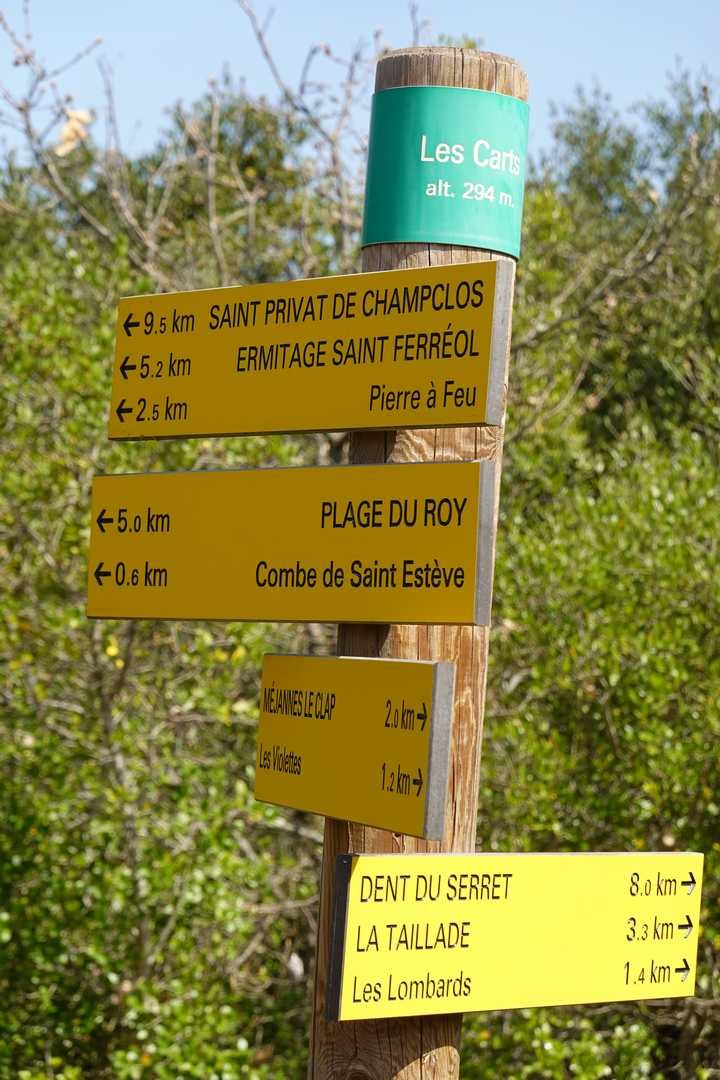 Les Carts
alt. 294 m.
← 9.5 km SAINT PRIVAT DE CHAMPCLOS
← 5.2 km ERMITAGE SAINT FERRÉOL
← 2.5 km Pierre à Feu
← 5.0 km PLAGE DU ROY
← 0.6 km Combe de Saint Estève
MÉJANNES LE CLAP 2.0 km →
Les Violettes 1.2 km →
DENT DU SERRET 8.0 km →
LA TAILLADE 3.3 km →
Les Lombards 1.4 km →